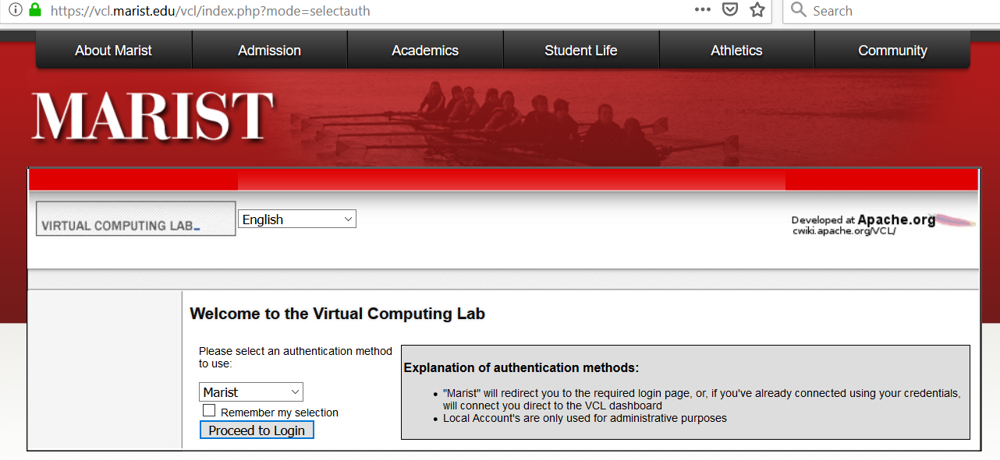 https://vcl.marist.edu/vcl/index.php?mode=selectauth
Search
About Marist Admission Academics Student Life Athletics Community
MARIST
VIRTUAL COMPUTING LAB_
English
Developed at Apache.org
cwiki.apache.org/VCL/
Welcome to the Virtual Computing Lab
Please select an authentication method
to use:
Marist
Remember my selection
Proceed to Login
Explanation of authentication methods:
• "Marist" will redirect you to the required login page, or, if you've already connected using your credentials,
will connect you direct to the VCL dashboard
• Local Account's are only used for administrative purposes